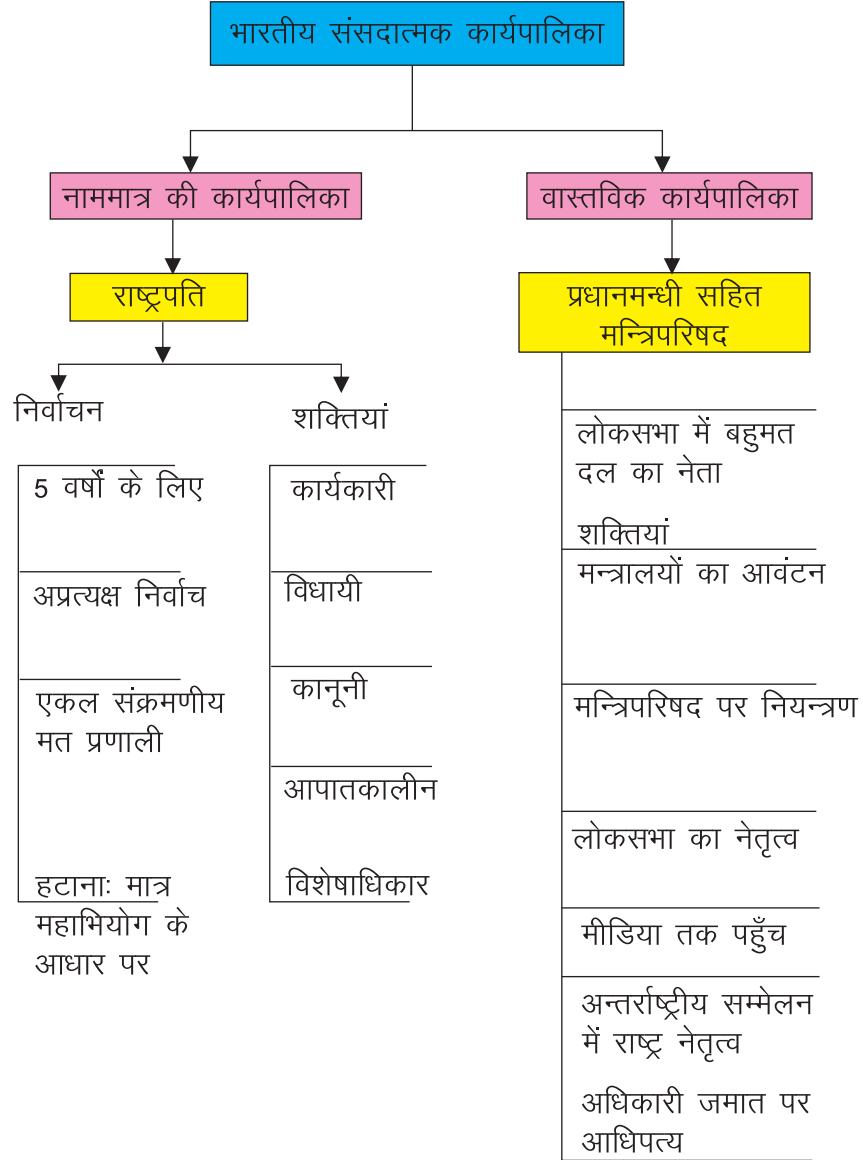 भारतीय संसदात्मक कार्यपालिका
नाममात्र की कार्यपालिका
वास्तविक कार्यपालिका
राष्ट्रपति
प्रधानमन्धी सहित
मन्त्रिपरिषद
निर्वाचन
5 वर्षों के लिए
अप्रत्यक्ष निर्वाच
एकल संक्रमणीय
मत प्रणाली
हटानाः मात्र
महाभियोग के
आधार पर
शक्तियां
कार्यकारी
विधायी
कानूनी
आपातकालीन
विशेषाधिकार
लोकसभा में बहुमत
दल का नेता
शक्तियां
मन्त्रालयों का आवंटन
मन्त्रिपरिषद पर नियन्त्रण
लोकसभा का नेतृत्व
मीडिया तक पहुँच
अन्तर्राष्ट्रीय सम्मेलन
में राष्ट्र नेतृत्व
अधिकारी जमात पर
आधिपत्य